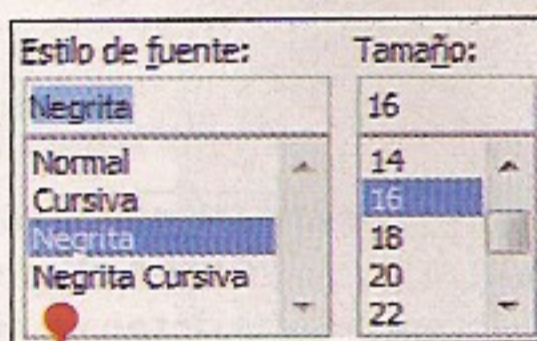 Estilo de fuente:
Negrita
Normal
Cursiva
Negrita
Negrita Cursiva
Tamaño:
16
14
16
18
20
22